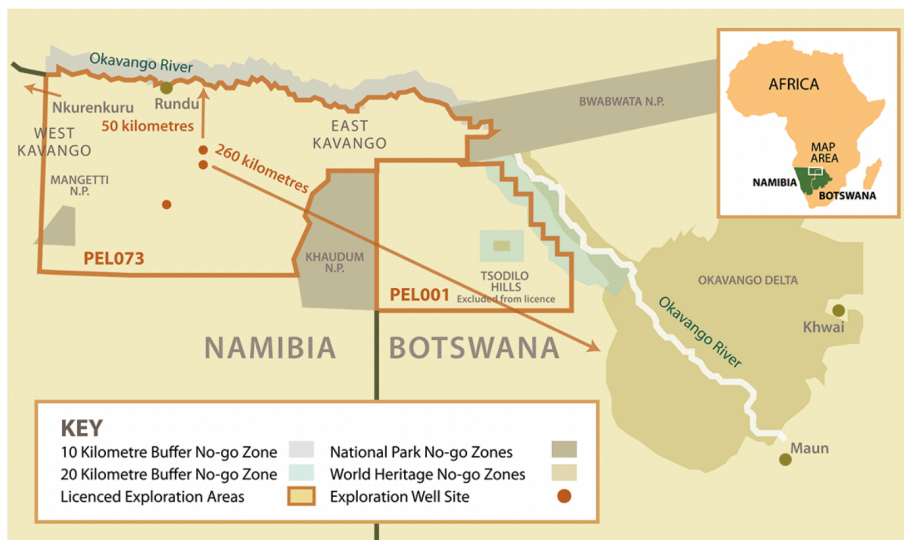 Okavango River
Nkurenkuru
Rundu
50 kilometres
WEST
KAVANGO
EAST
KAVANGO
260 kilometres
MANGETTI
N.P.
PEL073
KHAUDUM
N.P.
PEL001
TSODILO
HILLS
Excluded from licence
BWABWATA N.P.
AFRICA
MAP
AREA
NAMIBIA
BOTSWANA
OKAVANGO DELTA
Okavango River
Khwai
Maun
NAMIBIA
BOTSWANA
KEY
10 Kilometre Buffer No-go Zone
National Park No-go Zones
20 Kilometre Buffer No-go Zone
World Heritage No-go Zones
Licenced Exploration Areas
Exploration Well Site